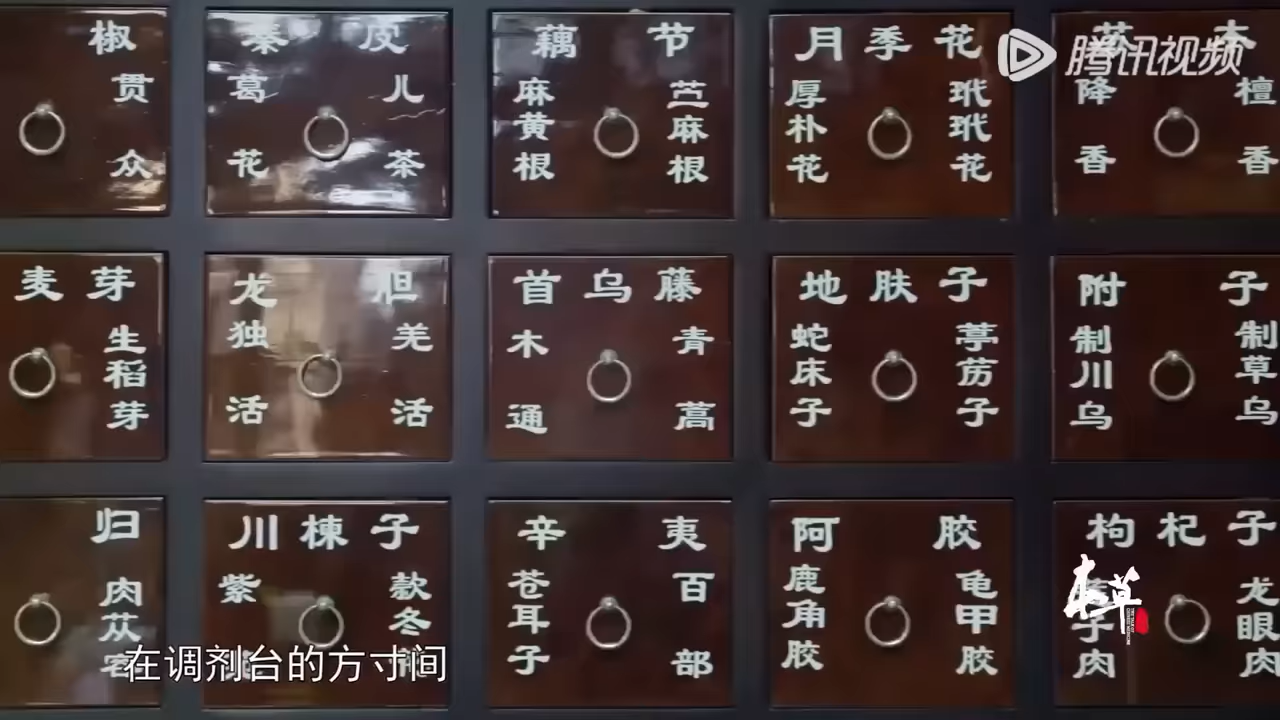 椒
贯众
秦皮
葛花
儿茶
藕节
麻黄根
苎麻根
月季花
厚朴花
玳玳花
木
降香
檀香
腾讯视频
麦芽
生稻芽
龙胆
独活
羌活
首乌藤
木通
青蒿
地肤子
蛇床子
葶苈子
附子
制川乌
制草乌
归
肉苁
川楝子
紫
款冬
辛夷
苍耳子
百部
阿胶
鹿角胶
龟甲胶
枸杞子
子肉
龙眼肉
本草
在调剂台的方寸间